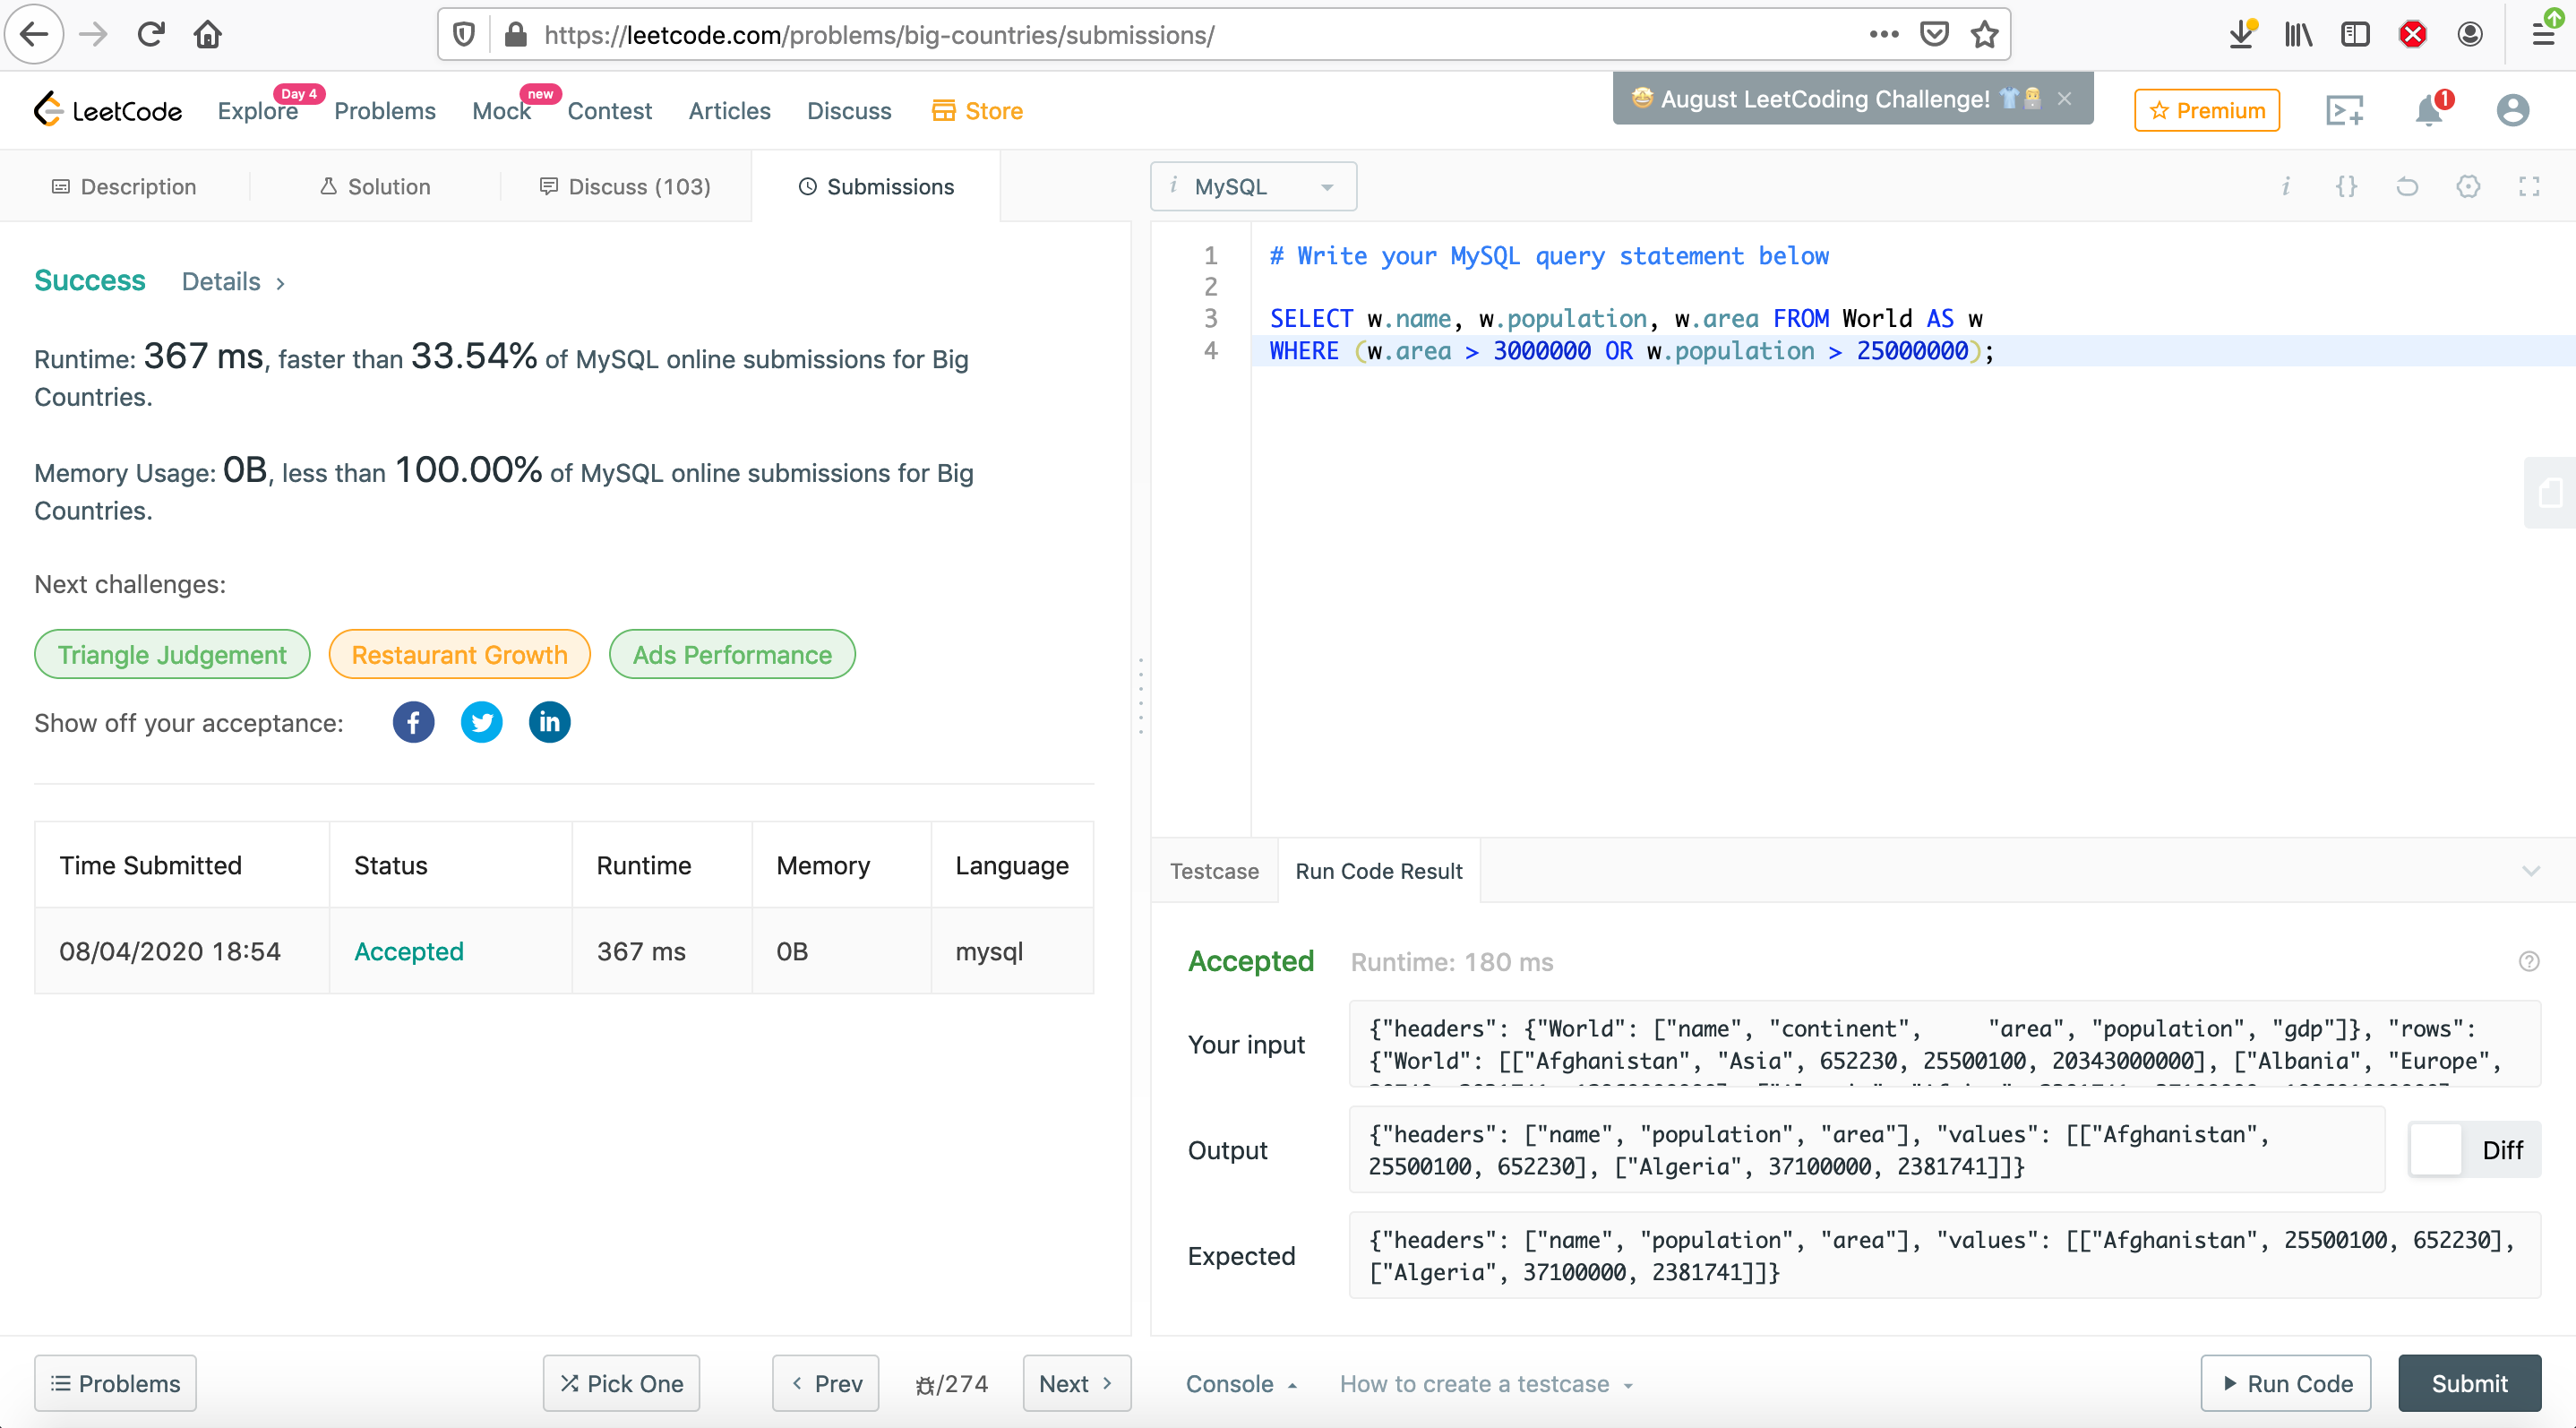 https://leetcode.com/problems/big-countries/submissions/
LeetCode
Explore
Day 4
Problems
Mock
new
Contest
Articles
Discuss
Store
August LeetCoding Challenge!
Premium
1
Description
Solution
Discuss (103)
Submissions
i MySQL
i {}
Success Details >
Runtime: 367 ms, faster than 33.54% of MySQL online submissions for Big
Countries.
Memory Usage: 0B, less than 100.00% of MySQL online submissions for Big
Countries.
Next challenges:
Triangle Judgement
Restaurant Growth
Ads Performance
Show off your acceptance:
Time Submitted Status Runtime Memory Language
08/04/2020 18:54 Accepted 367 ms 0B mysql
1 # Write your MySQL query statement below
2
3 SELECT w.name, w.population, w.area FROM World AS w
4 WHERE (w.area > 3000000 OR w.population > 25000000);
Testcase
Run Code Result
Accepted Runtime: 180 ms
Your input
{"headers": {"World": ["name", "continent", "area", "population", "gdp"]}, "rows":
{"World": [["Afghanistan", "Asia", 652230, 25500100, 20343000000], ["Albania", "Europe",
Output
{"headers": ["name", "population", "area"], "values": [["Afghanistan",
25500100, 652230], ["Algeria", 37100000, 2381741]]}
Diff
Expected
{"headers": ["name", "population", "area"], "values": [["Afghanistan", 25500100, 652230],
["Algeria", 37100000, 2381741]]}
Problems
Pick One
Prev
/274
Next
Console
How to create a testcase
Run Code
Submit